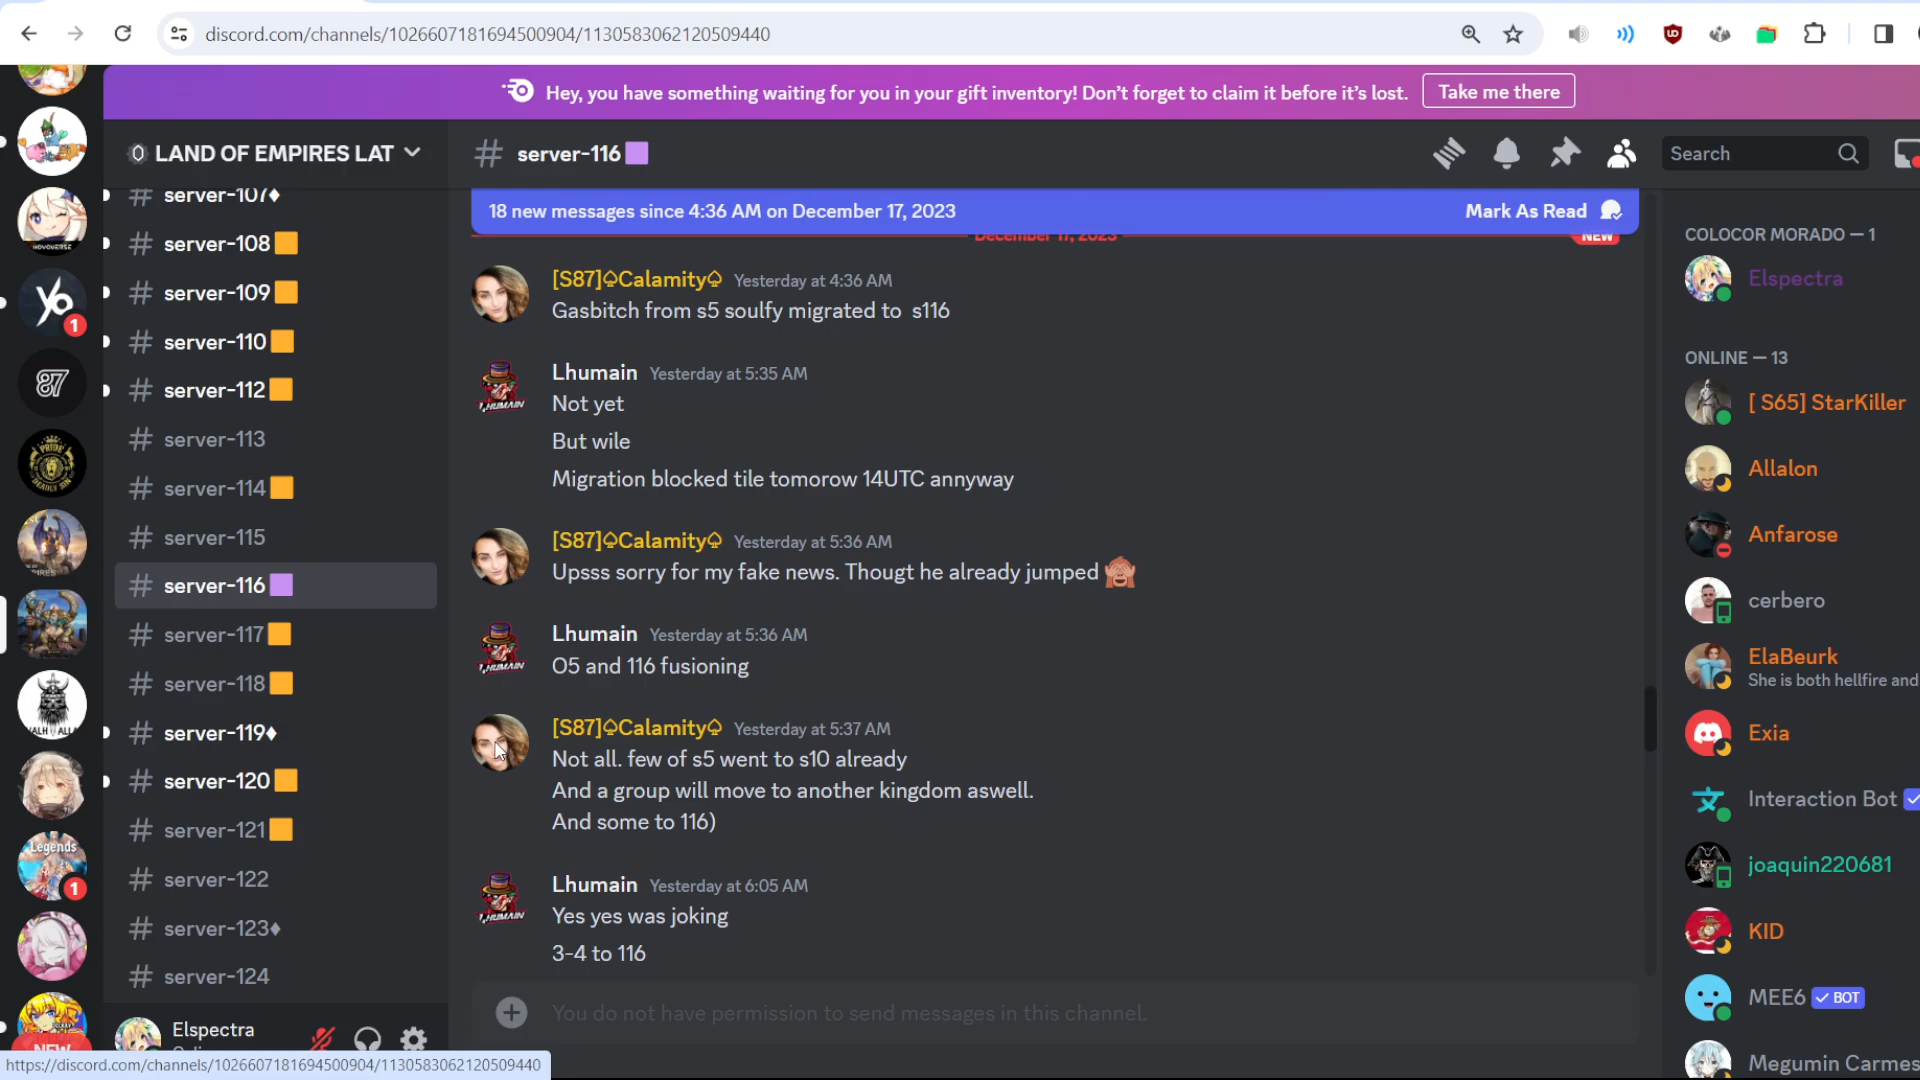 discord.com/channels/1026607181694500904/1130583062120509440
Hey, you have something waiting for you in your gift inventory! Don't forget to claim it before it's lost.
Take me there
LAND OF EMPIRES LAT
server-116
Search
18 new messages since 4:36 AM on December 17, 2023
Mark As Read
December 17, 2023
NEW
server-107♦
server-108
server-109
server-110
server-112
server-113
server-114
server-115
server-116
server-117
server-118
server-119♦
server-120
server-121
server-122
server-123♦
server-124
[S87]♤Calamity♤ Yesterday at 4:36 AM
Gasbitch from s5 soulfy migrated to s116
Lhumain Yesterday at 5:35 AM
Not yet
But wile
Migration blocked tile tomorow 14UTC annyway
[S87]♤Calamity♤ Yesterday at 5:36 AM
Upsss sorry for my fake news. Thougt he already jumped 🙈
Lhumain Yesterday at 5:36 AM
O5 and 116 fusioning
[S87]♤Calamity♤ Yesterday at 5:37 AM
Not all. few of s5 went to s10 already
And a group will move to another kingdom aswell.
And some to 116)
Lhumain Yesterday at 6:05 AM
Yes yes was joking
3-4 to 116
You do not have permission to send messages in this channel.
COLOCOR MORADO — 1
Elspectra
ONLINE — 13
[ S65] StarKiller
Allalon
Anfarose
cerbero
ElaBeurk
She is both hellfire and
Exia
Interaction Bot
joaquin220681
KID
MEE6 BOT
Megumin Carmes
YO
1
87
Legends
1
NEW
Elspectra
https://discord.com/channels/1026607181694500904/1130583062120509440